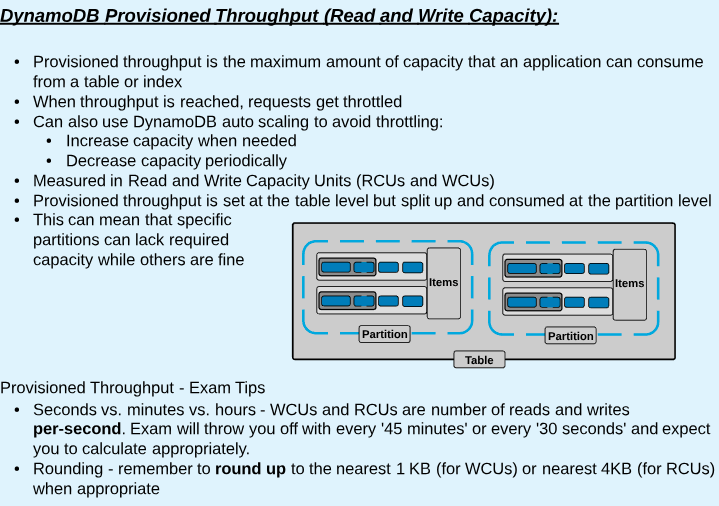 DynamoDB Provisioned Throughput (Read and Write Capacity):
• Provisioned throughput is the maximum amount of capacity that an application can consume
from a table or index
• When throughput is reached, requests get throttled
• Can also use DynamoDB auto scaling to avoid throttling:
• Increase capacity when needed
• Decrease capacity periodically
• Measured in Read and Write Capacity Units (RCUs and WCUs)
• Provisioned throughput is set at the table level but split up and consumed at the partition level
• This can mean that specific
partitions can lack required
capacity while others are fine
Items
Items
Partition
Partition
Table
Provisioned Throughput - Exam Tips
• Seconds vs. minutes vs. hours - WCUs and RCUs are number of reads and writes
per-second. Exam will throw you off with every '45 minutes' or every '30 seconds' and expect
you to calculate appropriately.
• Rounding - remember to round up to the nearest 1 KB (for WCUs) or nearest 4KB (for RCUs)
when appropriate